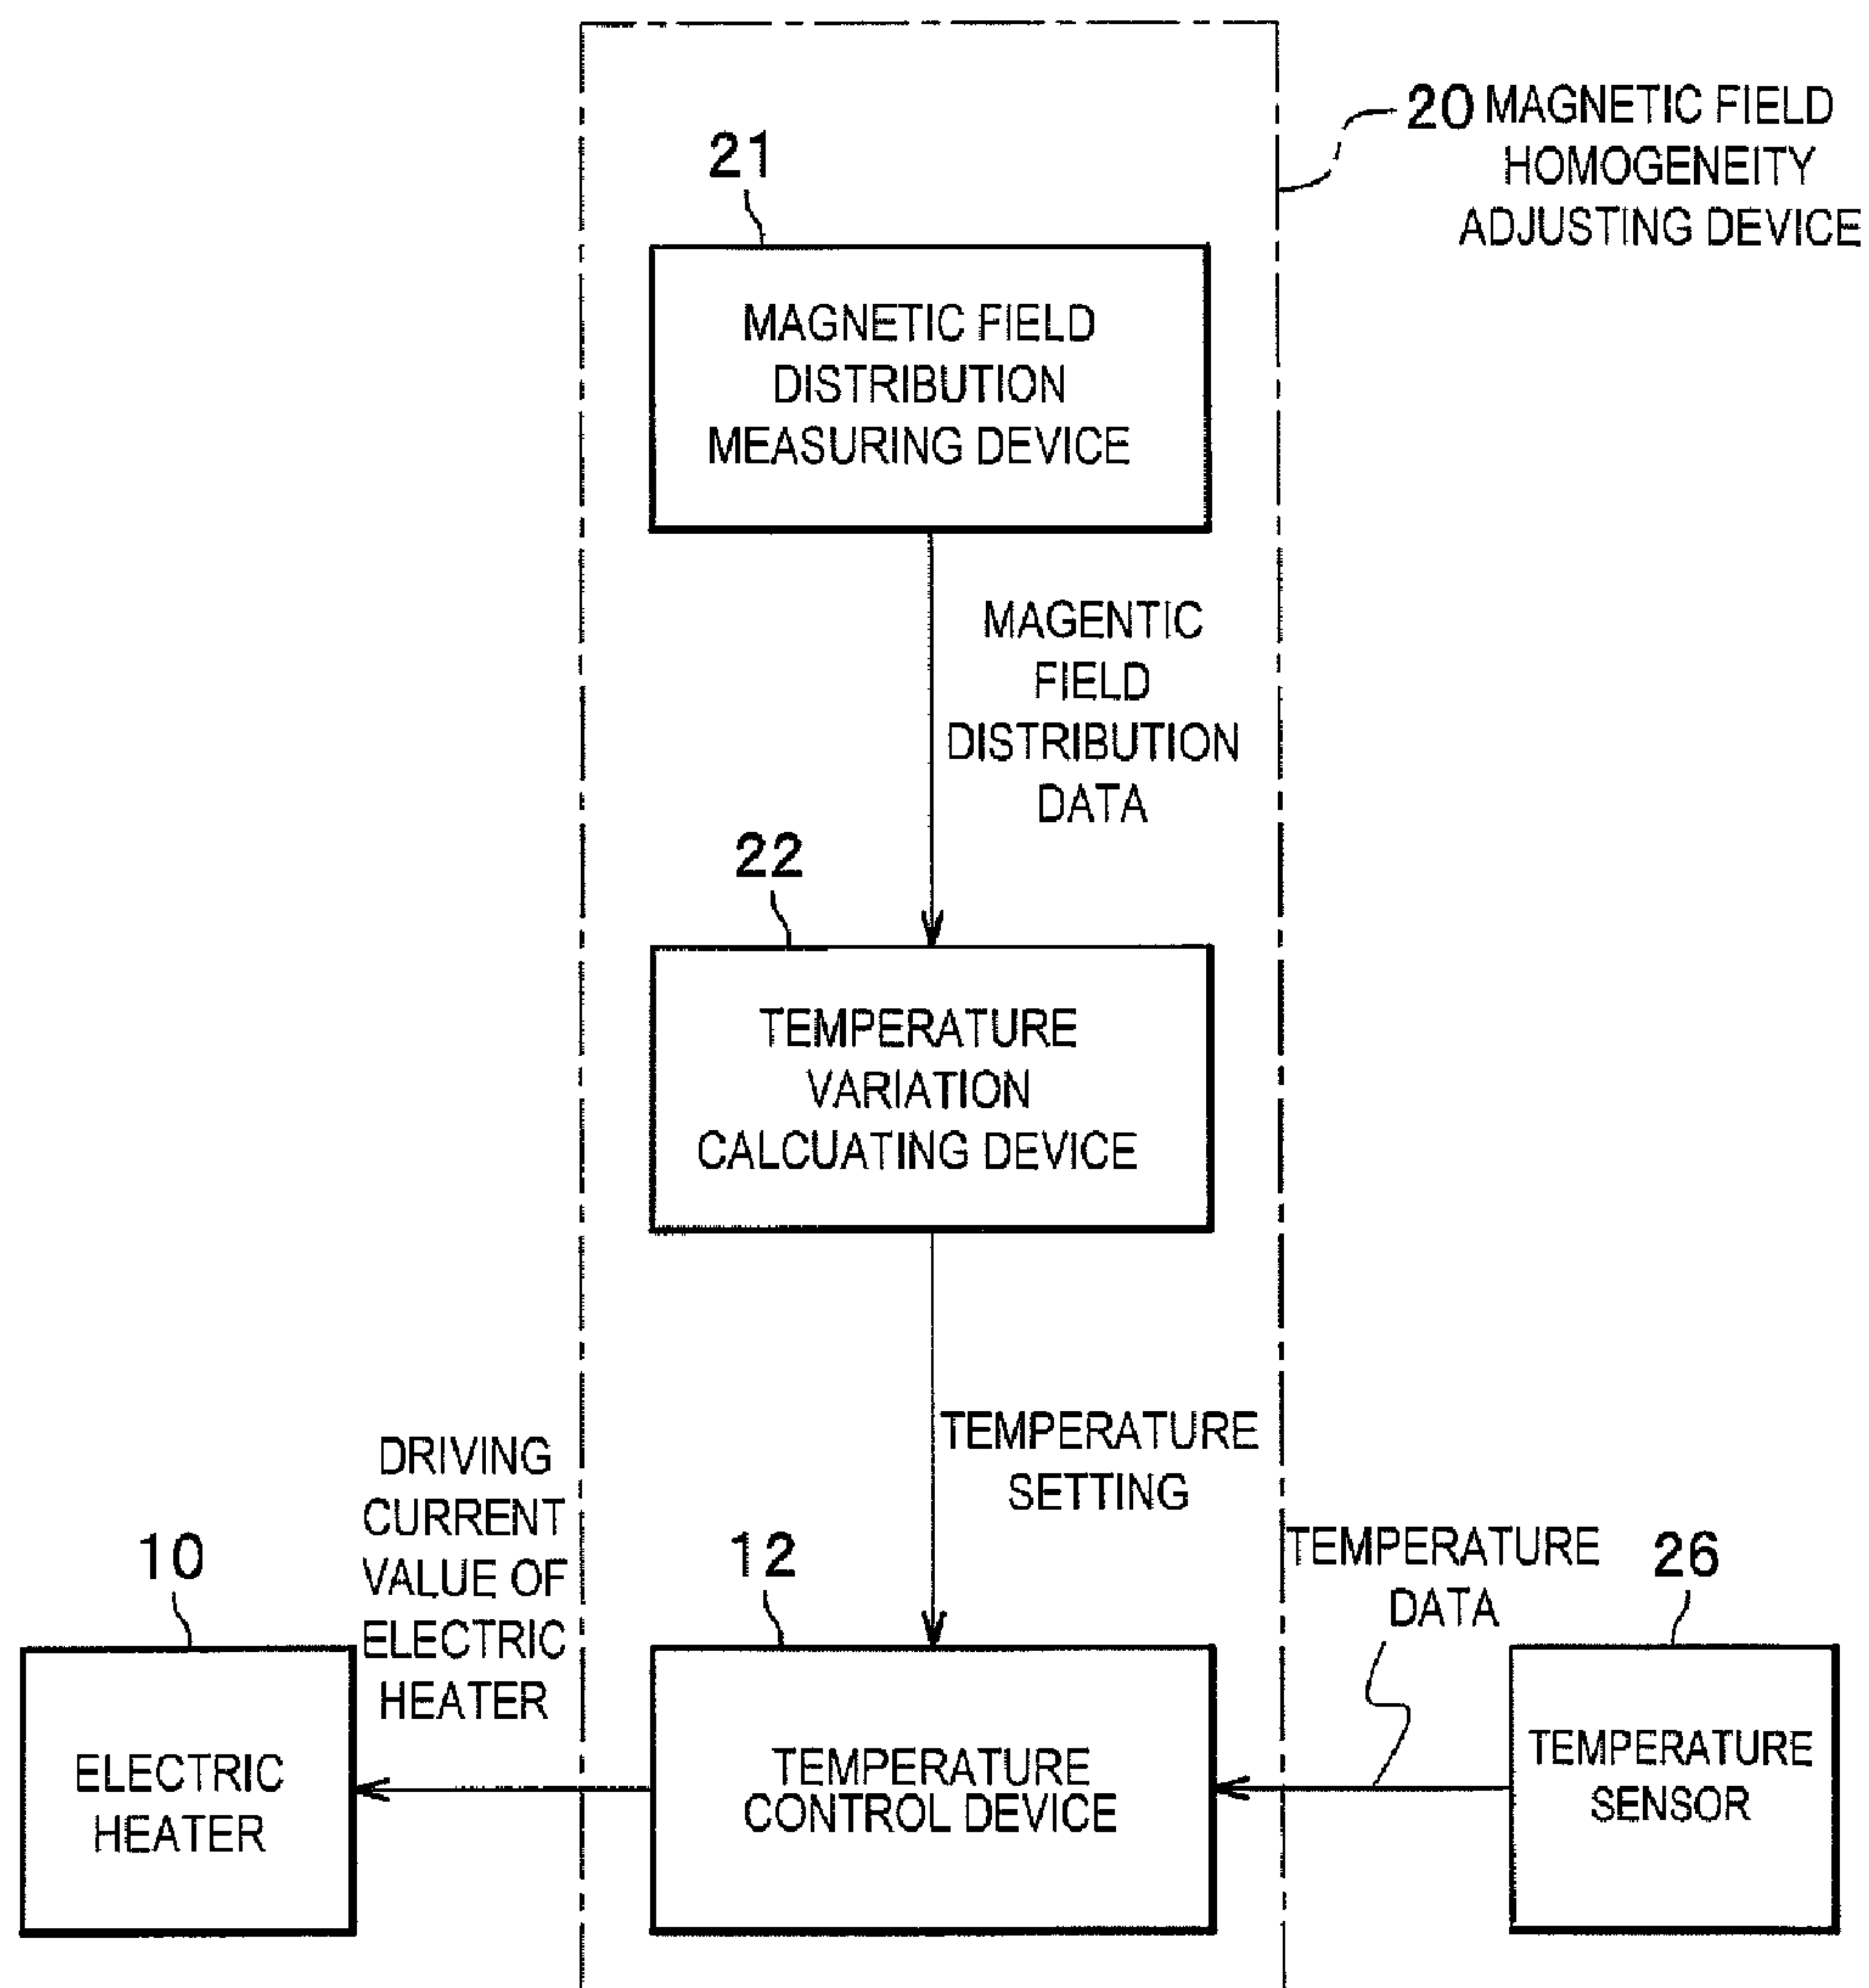 20 MAGNETIC FIELD
HOMOGENEITY
ADJUSTING DEVICE
21
MAGNETIC FIELD
DISTRIBUTION
MEASURING DEVICE
MAGENTIC
FIELD
DISTRIBUTION
DATA
22
TEMPERATURE
VARIATION
CALCUATING DEVICE
TEMPERATURE
SETTING
DRIVING
CURRENT
VALUE OF
ELECTRIC
HEATER
10
ELECTRIC
HEATER
12
TEMPERATURE
CONTROL DEVICE
TEMPERATURE
DATA
26
TEMPERATURE
SENSOR